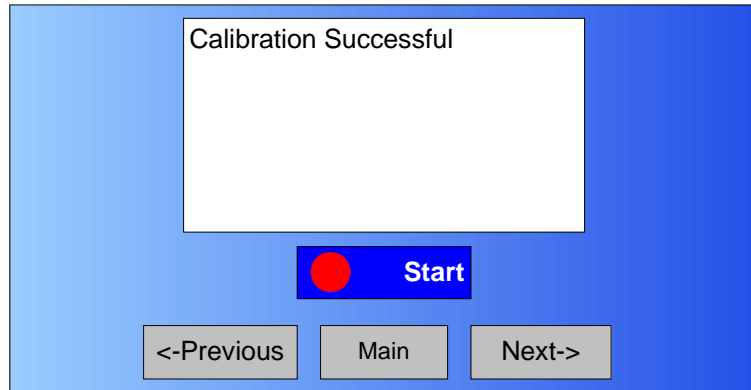 Calibration Successful
Start
<-Previous
Main
Next->